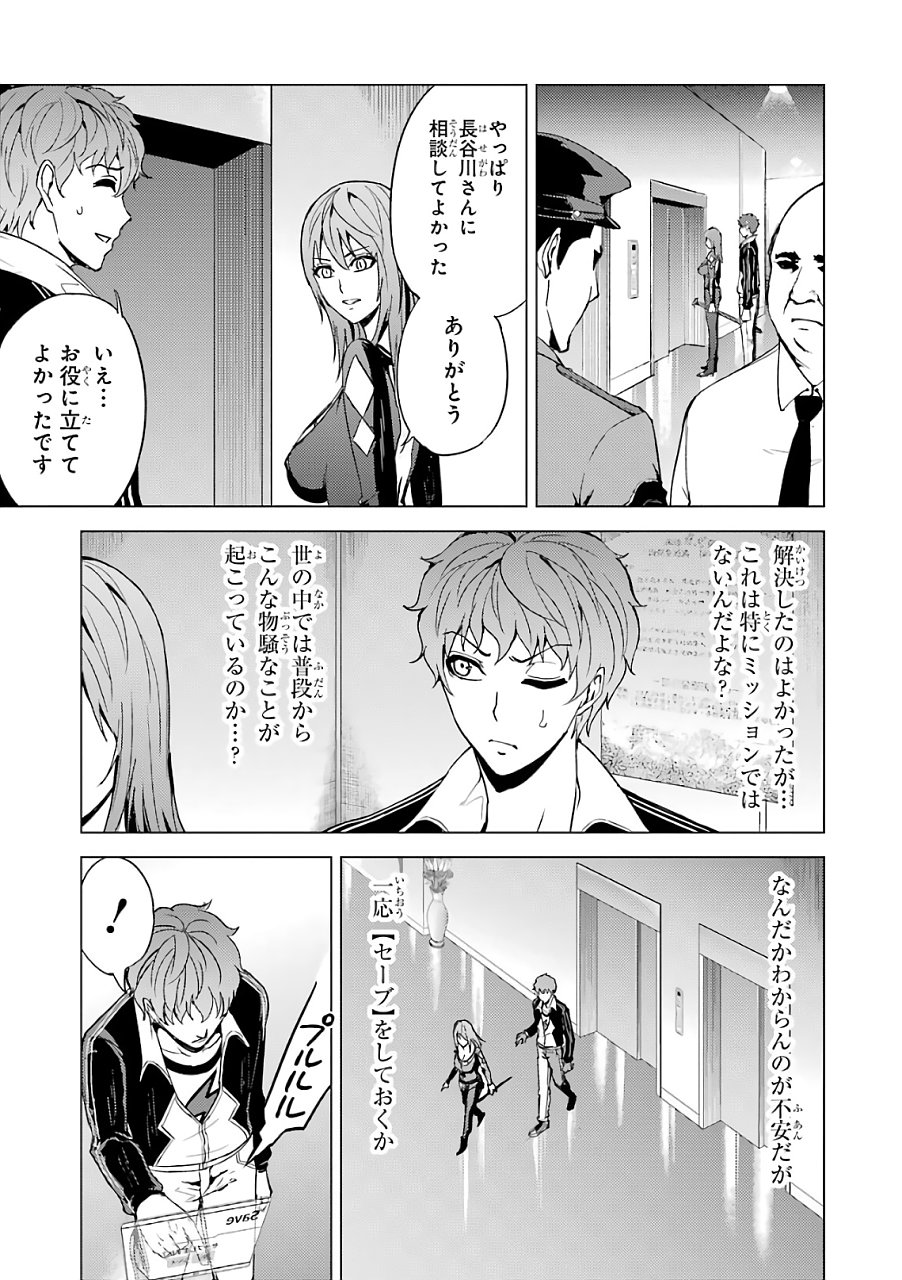 やっぱり
長谷川さんに
相談してよかった
ありがとう
いえ…
お役に立てて
よかったです
解決したのはよかったが…
これは特にミッションでは
ないんだよな?
世の中では普段から
こんな物騒なことが
起こっているのか…?
なんだかわからんのが不安だが
一応【セーブ】をしておくか
プルルル
!
save